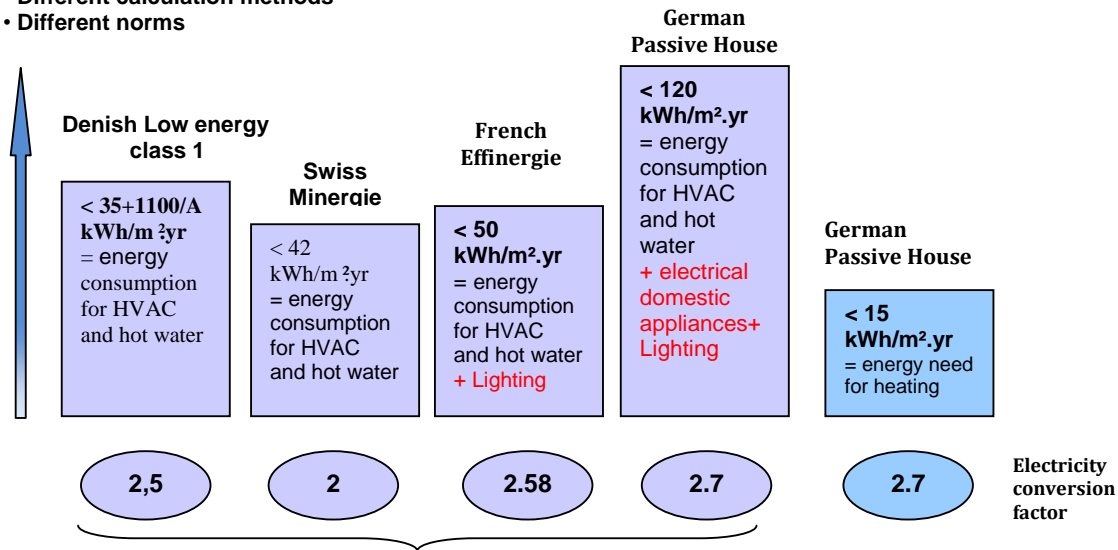 • Different norms
German
Passive House
Denish Low energy
class 1
< 35+1100/A
kWh/m²yr
= energy
consumption
for HVAC
and hot water
Swiss
Minergie
< 42
kWh/m²yr
= energy
consumption
for HVAC
and hot water
French
Effinergie
< 50
kWh/m².yr
= energy
consumption
for HVAC
and hot water
+ Lighting
< 120
kWh/m².yr
= energy
consumption
for HVAC
and hot
water
+ electrical
domestic
appliances+
Lighting
German
Passive House
< 15
kWh/m².yr
= energy need
for heating
2,5
2
2.58
2.7
2.7
Electricity
conversion
factor